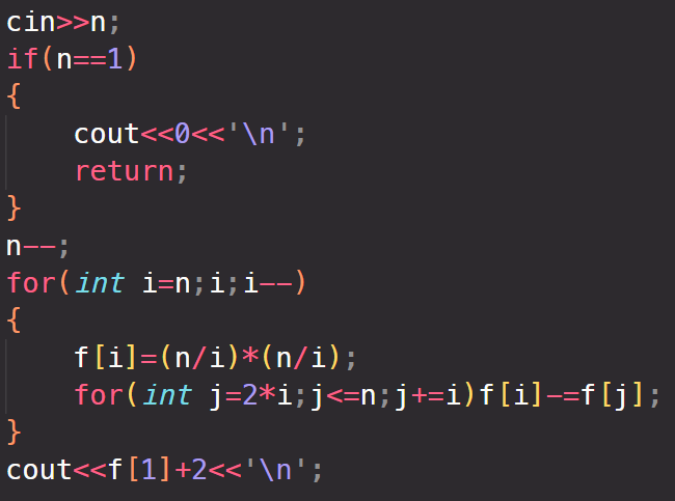 cin>>n;
if(n==1)
{
    cout<<0<<'\n';
    return;
}
n--;
for(int i=n;i;i--)
{
    f[i]=(n/i)*(n/i);
    for(int j=2*i;j<=n;j+=i)f[i]-=f[j];
}
cout<<f[1]+2<<'\n';